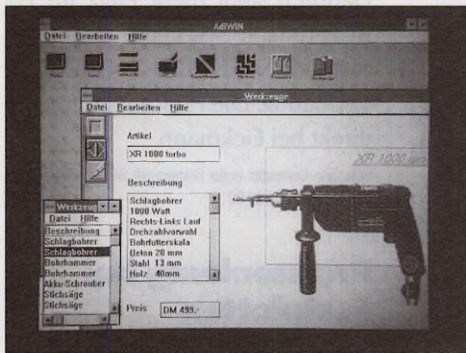 AdiWIN
Datei Bearbeiten Hilfe
Werkzeuge
Datei Bearbeiten Hilfe
Artikel
XR 1000 turbo
XR 1000
Beschreibung
Schlagbohrer
1000 Watt
Rechts-Links Lauf
Drehzahlvorwahl
Bohrfutterskala
Beton 20 mm
Stahl 13 mm
Holz 40mm
Preis DM 499,-
Werkzeug
Datei Hilfe
Beschreibung
Schlagbohrer
Schlagbohrer
Bohrhammer
Bohrhammer
Akku-Schrauber
Stichsäge
Stichsäge